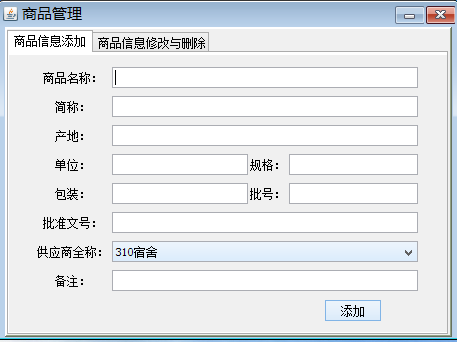 商品管理
商品信息添加 商品信息修改与删除
商品名称：
简称：
产地：
单位： 规格：
包装： 批号：
批准文号：
供应商全称： 310宿舍
备注：
添加